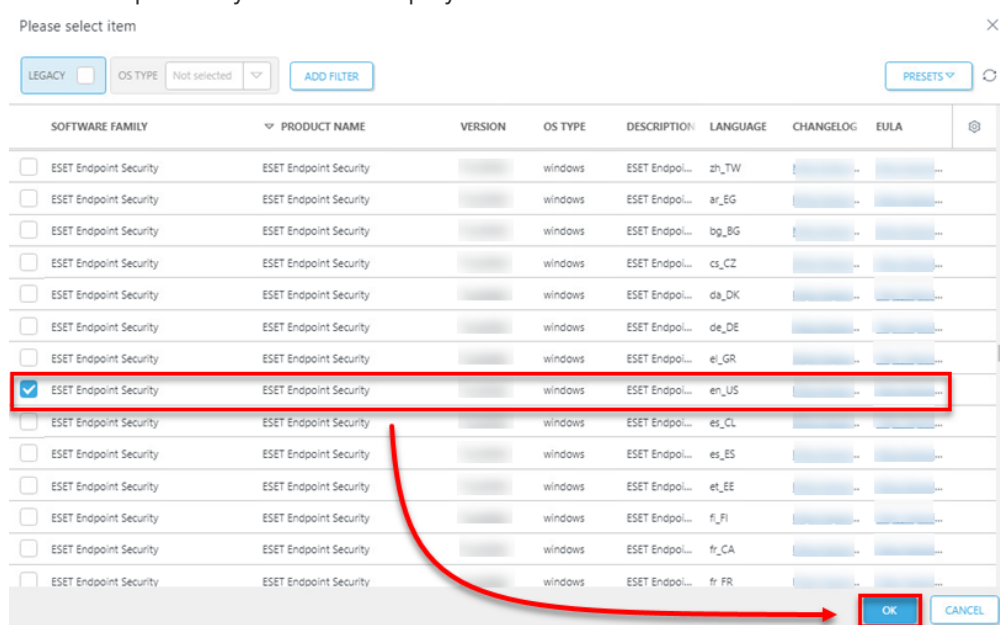 Please select item
LEGACY OS TYPE Not selected ADD FILTER PRESETS
SOFTWARE FAMILY PRODUCT NAME VERSION OS TYPE DESCRIPTION LANGUAGE CHANGELOG EULA
ESET Endpoint Security ESET Endpoint Security windows ESET Endpoi... zh_TW
ESET Endpoint Security ESET Endpoint Security windows ESET Endpoi... ar_EG
ESET Endpoint Security ESET Endpoint Security windows ESET Endpoi... bg_BG
ESET Endpoint Security ESET Endpoint Security windows ESET Endpoi... cs_CZ
ESET Endpoint Security ESET Endpoint Security windows ESET Endpoi... da_DK
ESET Endpoint Security ESET Endpoint Security windows ESET Endpoi... de_DE
ESET Endpoint Security ESET Endpoint Security windows ESET Endpoi... el_GR
ESET Endpoint Security ESET Endpoint Security windows ESET Endpoi... en_US
ESET Endpoint Security ESET Endpoint Security windows ESET Endpoi... es_CL
ESET Endpoint Security ESET Endpoint Security windows ESET Endpoi... es_ES
ESET Endpoint Security ESET Endpoint Security windows ESET Endpoi... et_EE
ESET Endpoint Security ESET Endpoint Security windows ESET Endpoi... fi_FI
ESET Endpoint Security ESET Endpoint Security windows ESET Endpoi... fr_CA
ESET Endpoint Security ESET Endpoint Security windows ESET Endpoi... fr_FR
OK CANCEL